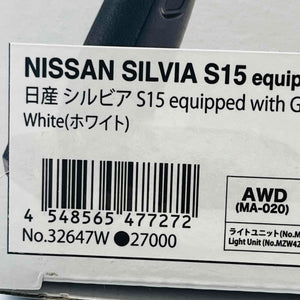 NISSAN SILVIA S15 equip
日産 シルビア S15 equipped with G
White(ホワイト)
AWD
(MA-020)
4 548565 477272
No.32647W ●27000
ライトユニット(No.M
Light Unit (No.MZW42